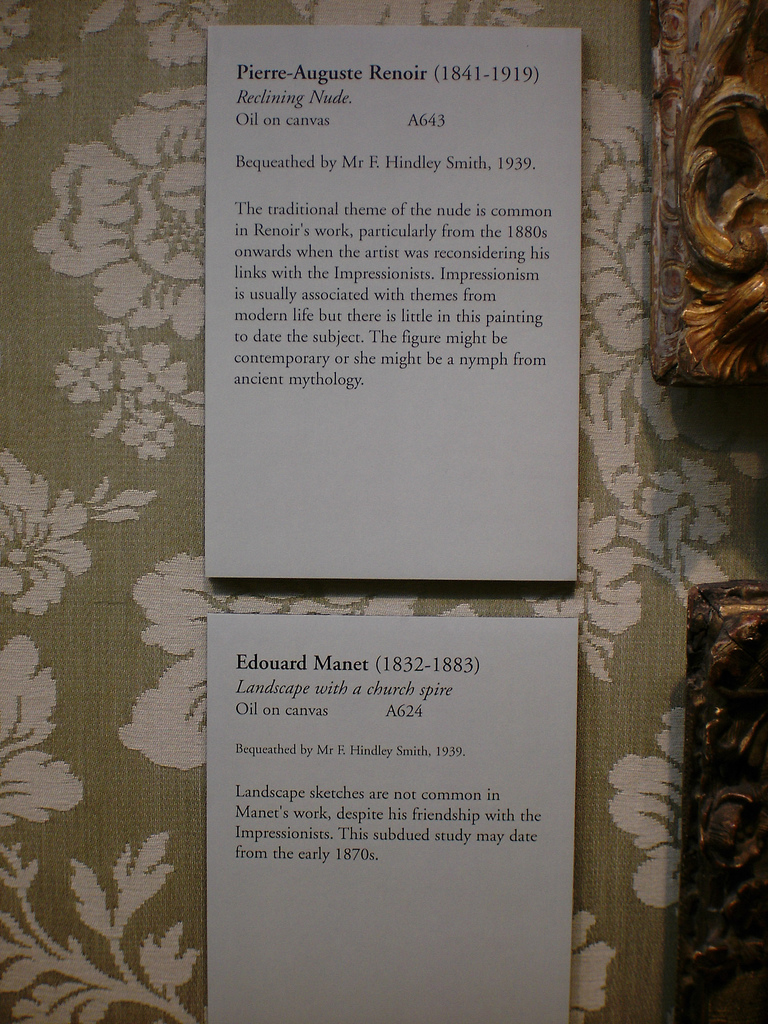 Pierre-Auguste Renoir (1841-1919)
Reclining Nude.
Oil on canvas A643
Bequeathed by Mr F. Hindley Smith, 1939.
The traditional theme of the nude is common
in Renoir's work, particularly from the 1880s
onwards when the artist was reconsidering his
links with the Impressionists. Impressionism
is usually associated with themes from
modern life but there is little in this painting
to date the subject. The figure might be
contemporary or she might be a nymph from
ancient mythology.
Edouard Manet (1832-1883)
Landscape with a church spire
Oil on canvas A624
Bequeathed by Mr F. Hindley Smith, 1939.
Landscape sketches are not common in
Manet's work, despite his friendship with the
Impressionists. This subdued study may date
from the early 1870s.